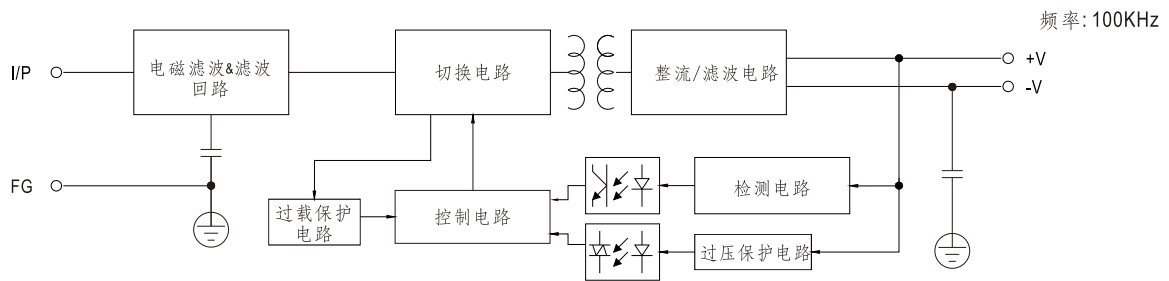 频率: 100KHz
I/P
电磁滤波&滤波
回路
切换电路
整流/滤波电路
+V
-V
FG
过载保护
电路
控制电路
检测电路
过压保护电路